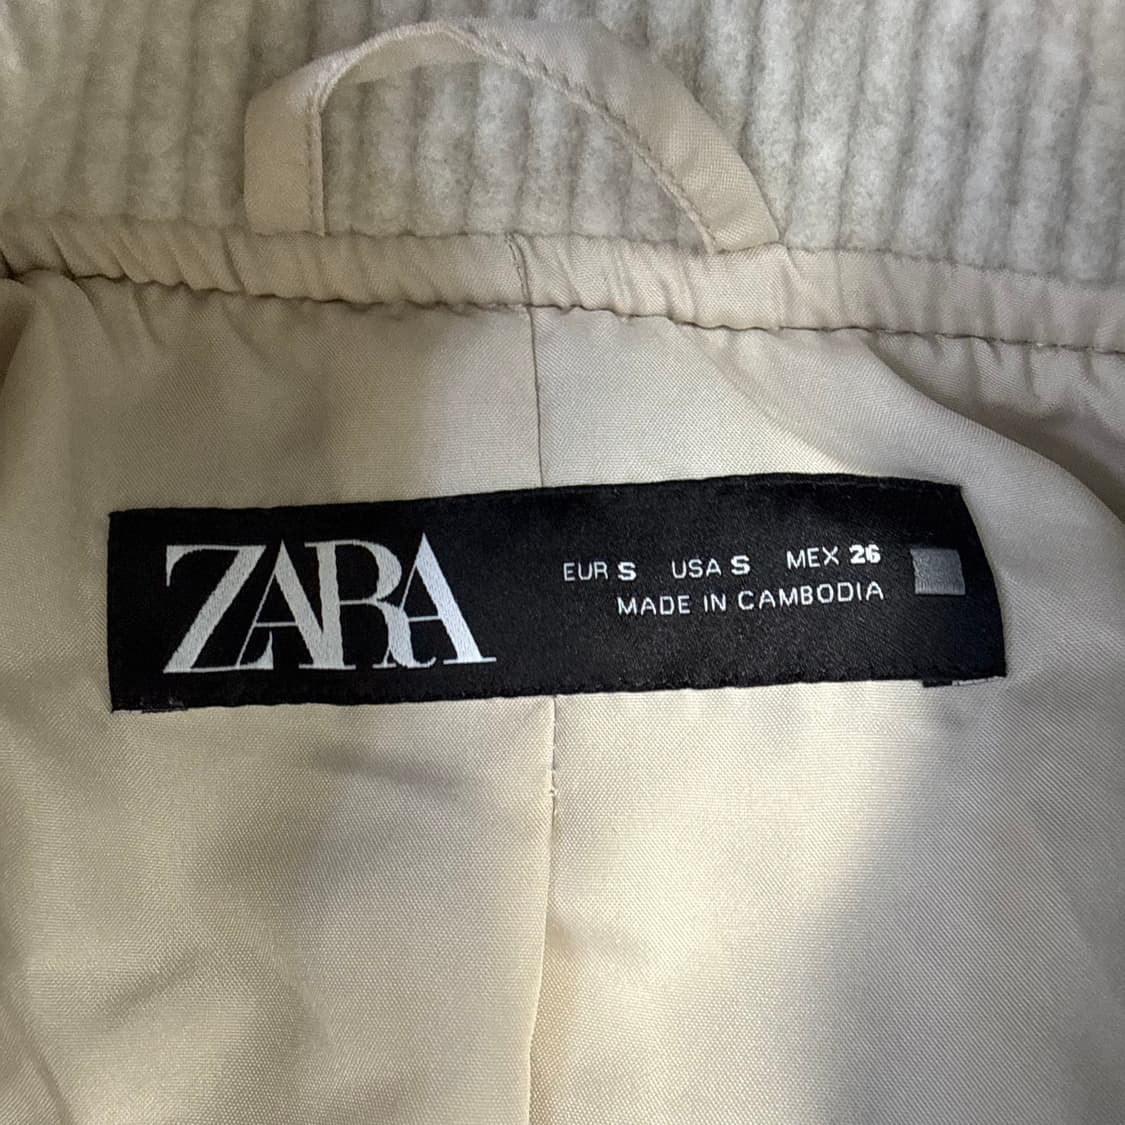 ZARA
EUR S USA S MEX 26
MADE IN CAMBODIA